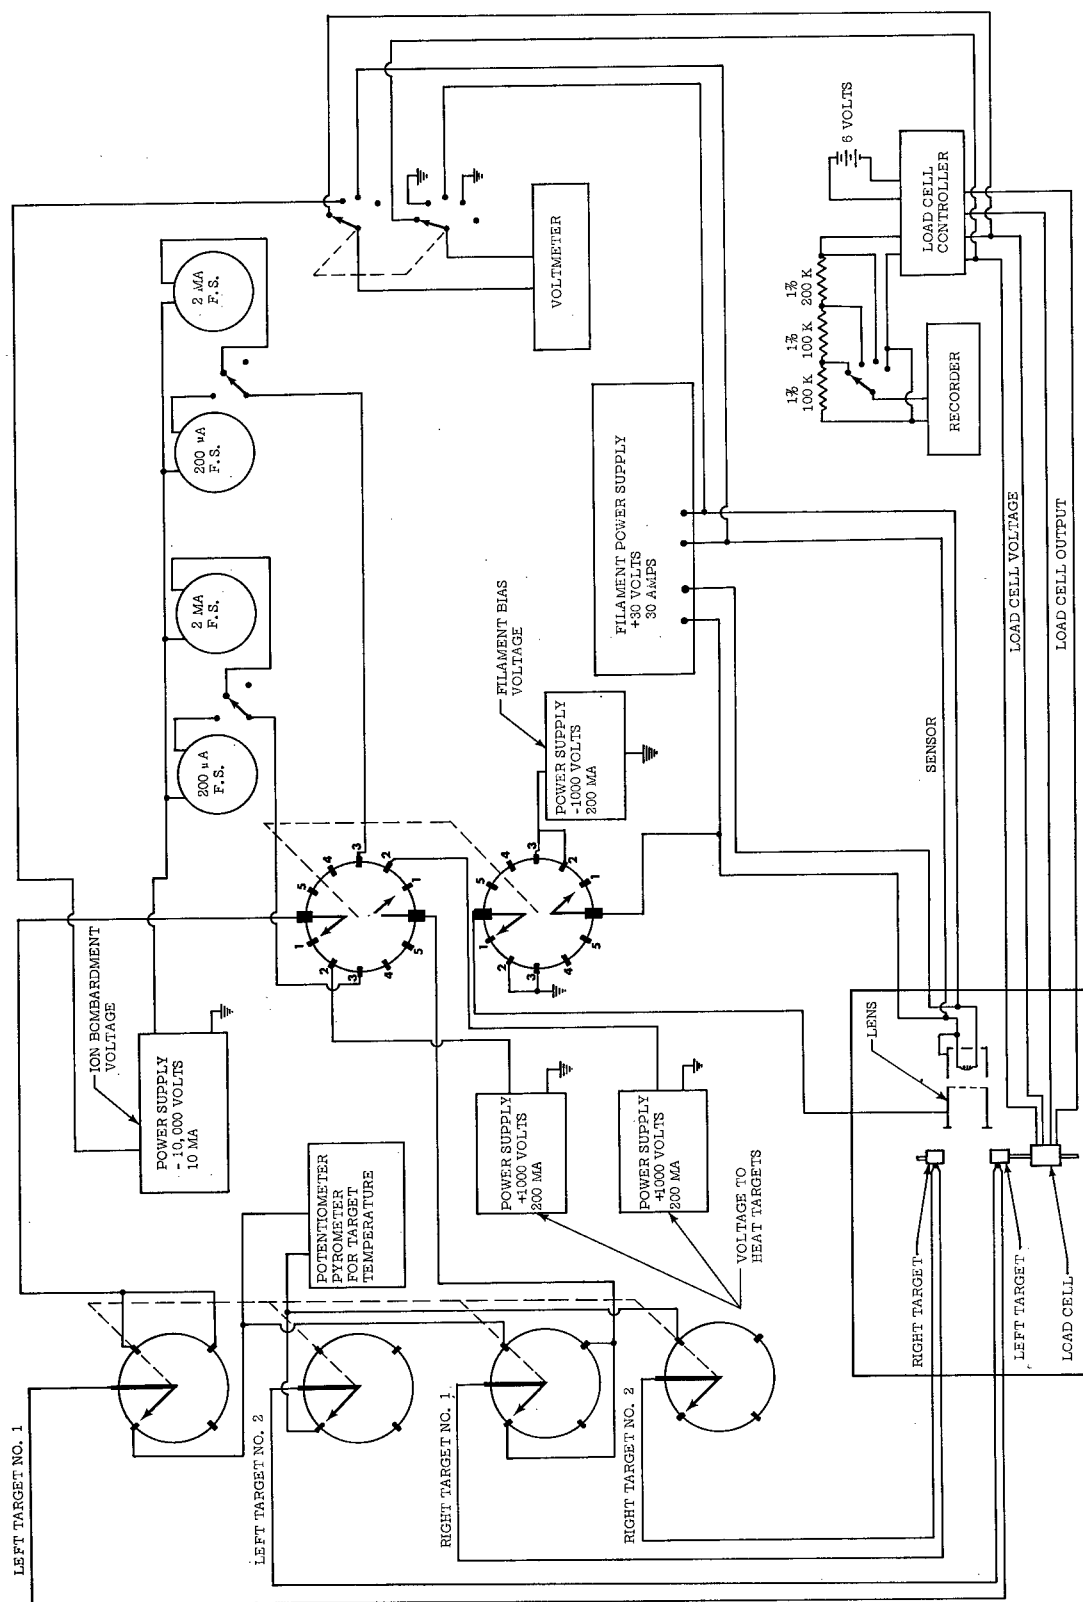 LEFT TARGET NO. 1
LEFT TARGET NO. 2
RIGHT TARGET NO. 1
RIGHT TARGET NO. 2
ION BOMBARDMENT
VOLTAGE
POWER SUPPLY
- 10,000 VOLTS
10 MA
POTENTIOMETER
PYROMETER
FOR TARGET
TEMPERATURE
POWER SUPPLY
+1000 VOLTS
200 MA
POWER SUPPLY
+1000 VOLTS
200 MA
VOLTAGE TO
HEAT TARGETS
200 µA
F.S.
2 MA
F.S.
200 µA
F.S.
2 MA
F.S.
1
2
3
4
5
1
2
3
4
5
1
2
3
4
5
1
2
3
4
5
FILAMENT BIAS
VOLTAGE
POWER SUPPLY
-1000 VOLTS
200 MA
FILAMENT POWER SUPPLY
+30 VOLTS
30 AMPS
VOLTMETER
6 VOLTS
LOAD CELL
CONTROLLER
1%
100 K
1%
100 K
1%
200 K
RECORDER
SENSOR
LOAD CELL VOLTAGE
LOAD CELL OUTPUT
LENS
RIGHT TARGET
LEFT TARGET
LOAD CELL